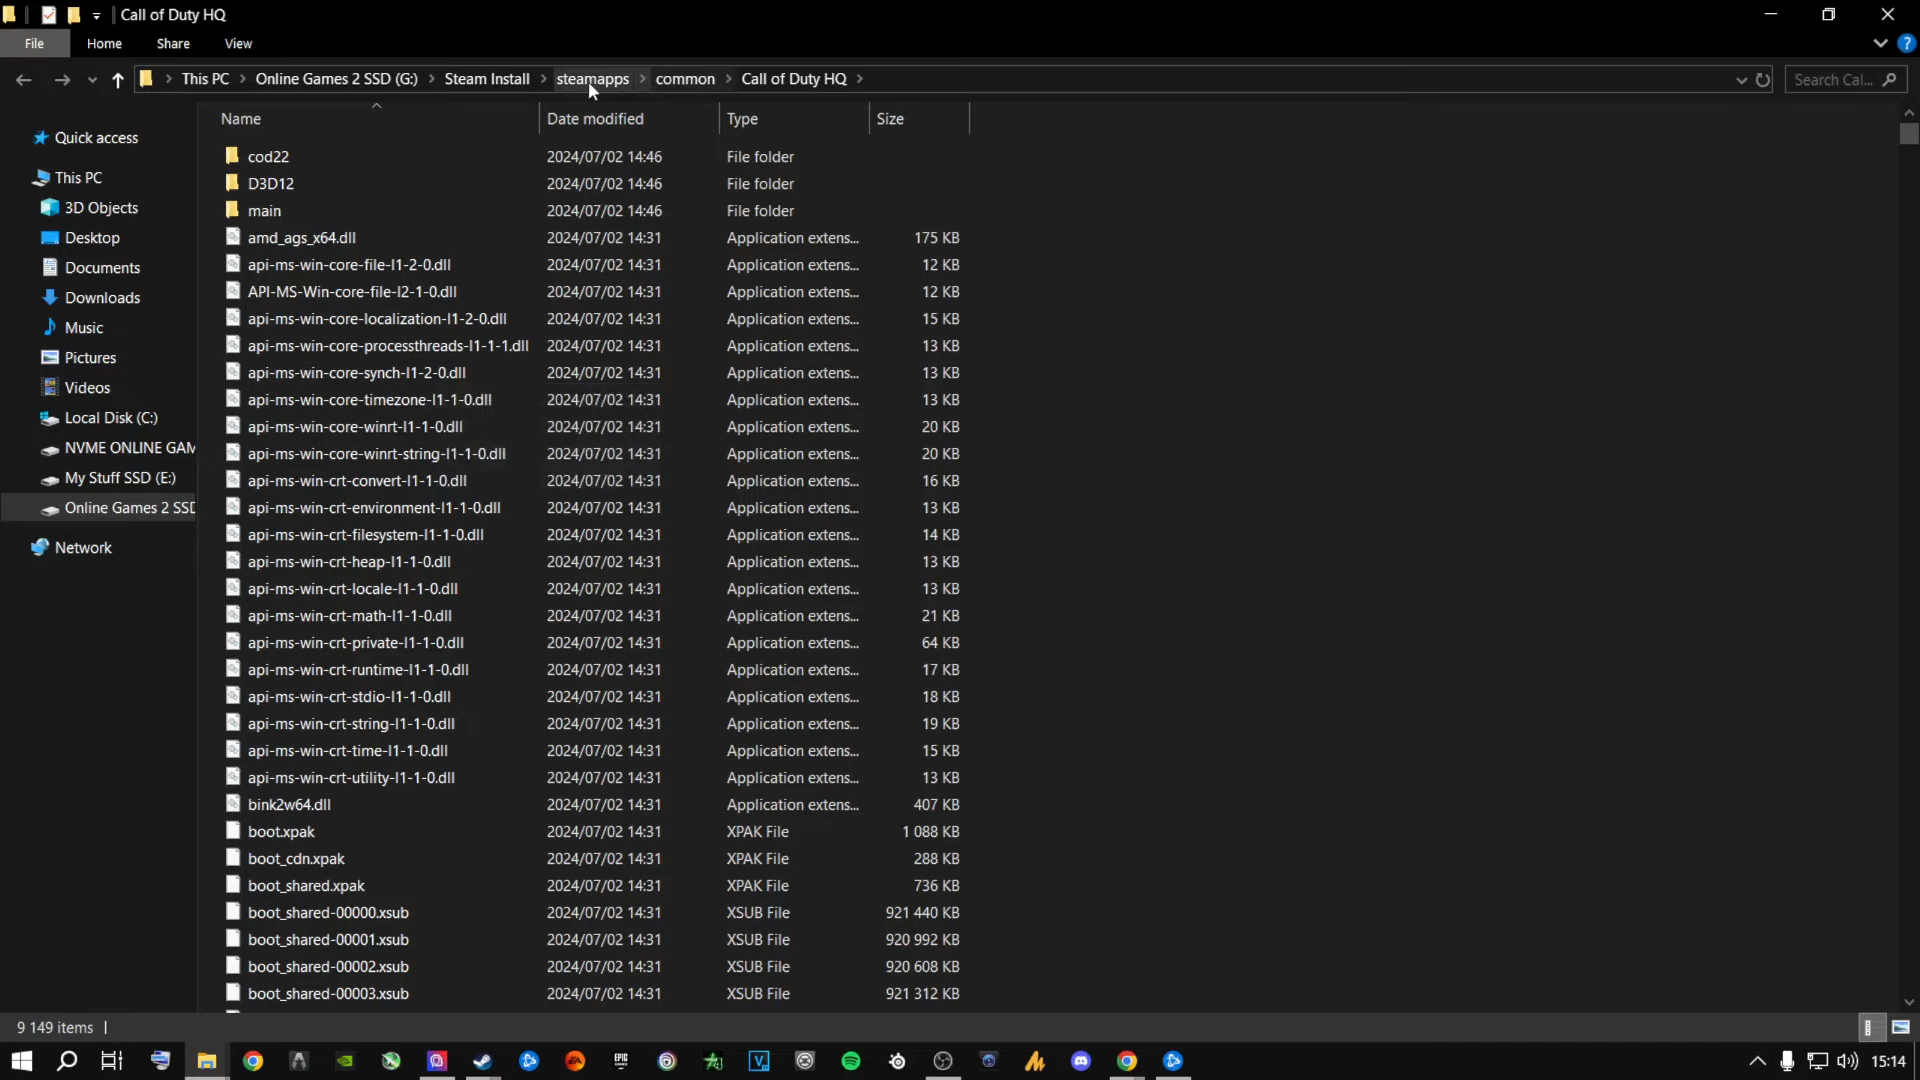 Call of Duty HQ
File Home Share View
This PC Online Games 2 SSD (G:) Steam Install steamapps common Call of Duty HQ Search Cal...
Name Date modified Type Size
Quick access
This PC
3D Objects
Desktop
Documents
Downloads
Music
Pictures
Videos
Local Disk (C:)
NVME ONLINE GAM
My Stuff SSD (E:)
Online Games 2 SSD
Network
cod22 2024/07/02 14:46 File folder
D3D12 2024/07/02 14:46 File folder
main 2024/07/02 14:46 File folder
amd_ags_x64.dll 2024/07/02 14:31 Application extens... 175 KB
api-ms-win-core-file-l1-2-0.dll 2024/07/02 14:31 Application extens... 12 KB
API-MS-Win-core-file-l2-1-0.dll 2024/07/02 14:31 Application extens... 12 KB
api-ms-win-core-localization-l1-2-0.dll 2024/07/02 14:31 Application extens... 15 KB
api-ms-win-core-processthreads-l1-1-1.dll 2024/07/02 14:31 Application extens... 13 KB
api-ms-win-core-synch-l1-2-0.dll 2024/07/02 14:31 Application extens... 13 KB
api-ms-win-core-timezone-l1-1-0.dll 2024/07/02 14:31 Application extens... 13 KB
api-ms-win-core-winrt-l1-1-0.dll 2024/07/02 14:31 Application extens... 20 KB
api-ms-win-core-winrt-string-l1-1-0.dll 2024/07/02 14:31 Application extens... 20 KB
api-ms-win-crt-convert-l1-1-0.dll 2024/07/02 14:31 Application extens... 16 KB
api-ms-win-crt-environment-l1-1-0.dll 2024/07/02 14:31 Application extens... 13 KB
api-ms-win-crt-filesystem-l1-1-0.dll 2024/07/02 14:31 Application extens... 14 KB
api-ms-win-crt-heap-l1-1-0.dll 2024/07/02 14:31 Application extens... 13 KB
api-ms-win-crt-locale-l1-1-0.dll 2024/07/02 14:31 Application extens... 13 KB
api-ms-win-crt-math-l1-1-0.dll 2024/07/02 14:31 Application extens... 21 KB
api-ms-win-crt-private-l1-1-0.dll 2024/07/02 14:31 Application extens... 64 KB
api-ms-win-crt-runtime-l1-1-0.dll 2024/07/02 14:31 Application extens... 17 KB
api-ms-win-crt-stdio-l1-1-0.dll 2024/07/02 14:31 Application extens... 18 KB
api-ms-win-crt-string-l1-1-0.dll 2024/07/02 14:31 Application extens... 19 KB
api-ms-win-crt-time-l1-1-0.dll 2024/07/02 14:31 Application extens... 15 KB
api-ms-win-crt-utility-l1-1-0.dll 2024/07/02 14:31 Application extens... 13 KB
bink2w64.dll 2024/07/02 14:31 Application extens... 407 KB
boot.xpak 2024/07/02 14:31 XPAK File 1 088 KB
boot_cdn.xpak 2024/07/02 14:31 XPAK File 288 KB
boot_shared.xpak 2024/07/02 14:31 XPAK File 736 KB
boot_shared-00000.xsub 2024/07/02 14:31 XSUB File 921 440 KB
boot_shared-00001.xsub 2024/07/02 14:31 XSUB File 920 992 KB
boot_shared-00002.xsub 2024/07/02 14:31 XSUB File 920 608 KB
boot_shared-00003.xsub 2024/07/02 14:31 XSUB File 921 312 KB
9 149 items
EPIC
15:14